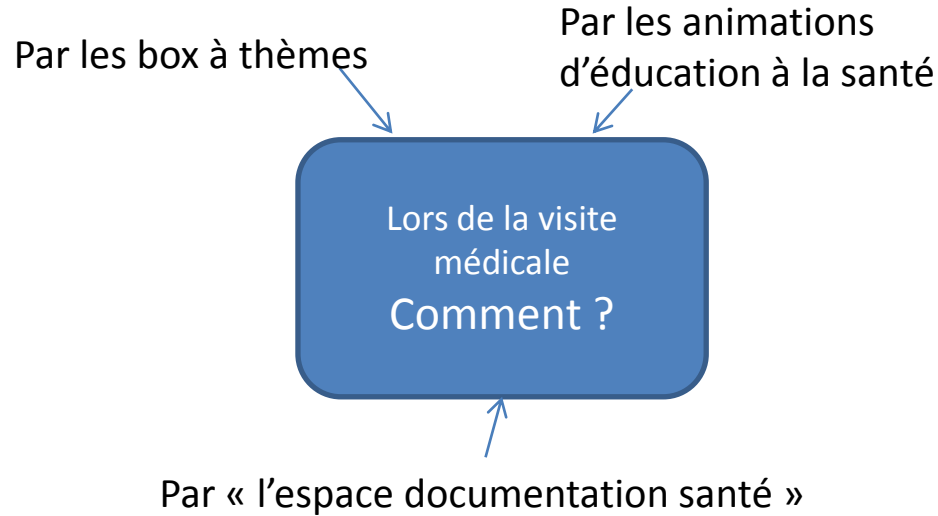 Par les box à thèmes
Par les animations
d’éducation à la santé
Lors de la visite
médicale
Comment ?
Par « l’espace documentation santé »